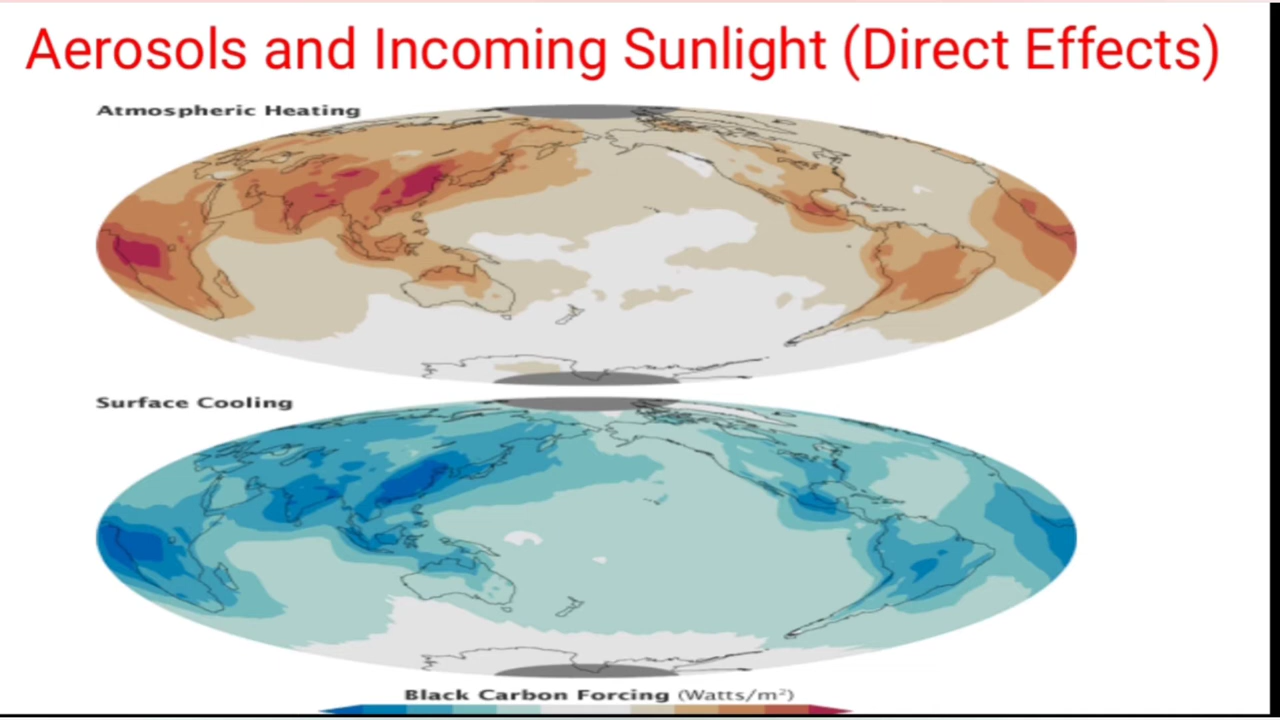 Aerosols and Incoming Sunlight (Direct Effects)
Atmospheric Heating
Surface Cooling
Black Carbon Forcing (Watts/m²)